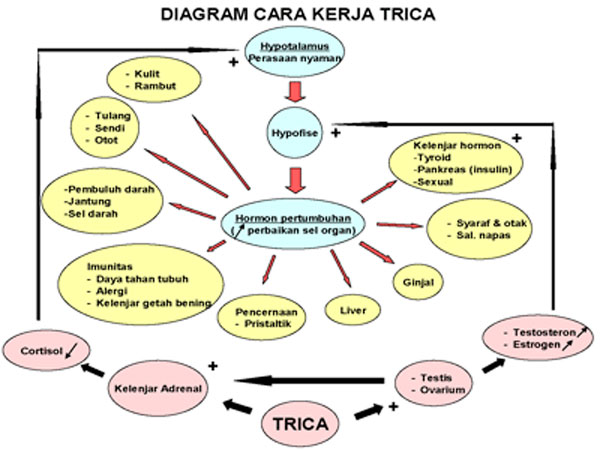 DIAGRAM CARA KERJA TRICA
Hypotalamus
Perasaan nyaman
+
- Kulit
- Rambut
Hypofise
+
- Tulang
- Sendi
- Otot
Kelenjar hormon
-Tyroid
-Pankreas (insulin)
-Sexual
+
-Pembuluh darah
-Jantung
-Sel darah
Hormon pertumbuhan
( perbaikan sel organ)
- Syaraf & otak
- Sal. napas
Imunitas
- Daya tahan tubuh
- Alergi
- Kelenjar getah bening
Pencernaan
- Pristaltik
Liver
Ginjal
Cortisol
- Testosteron
- Estrogen
Kelenjar Adrenal
+
- Testis
- Ovarium
+
TRICA